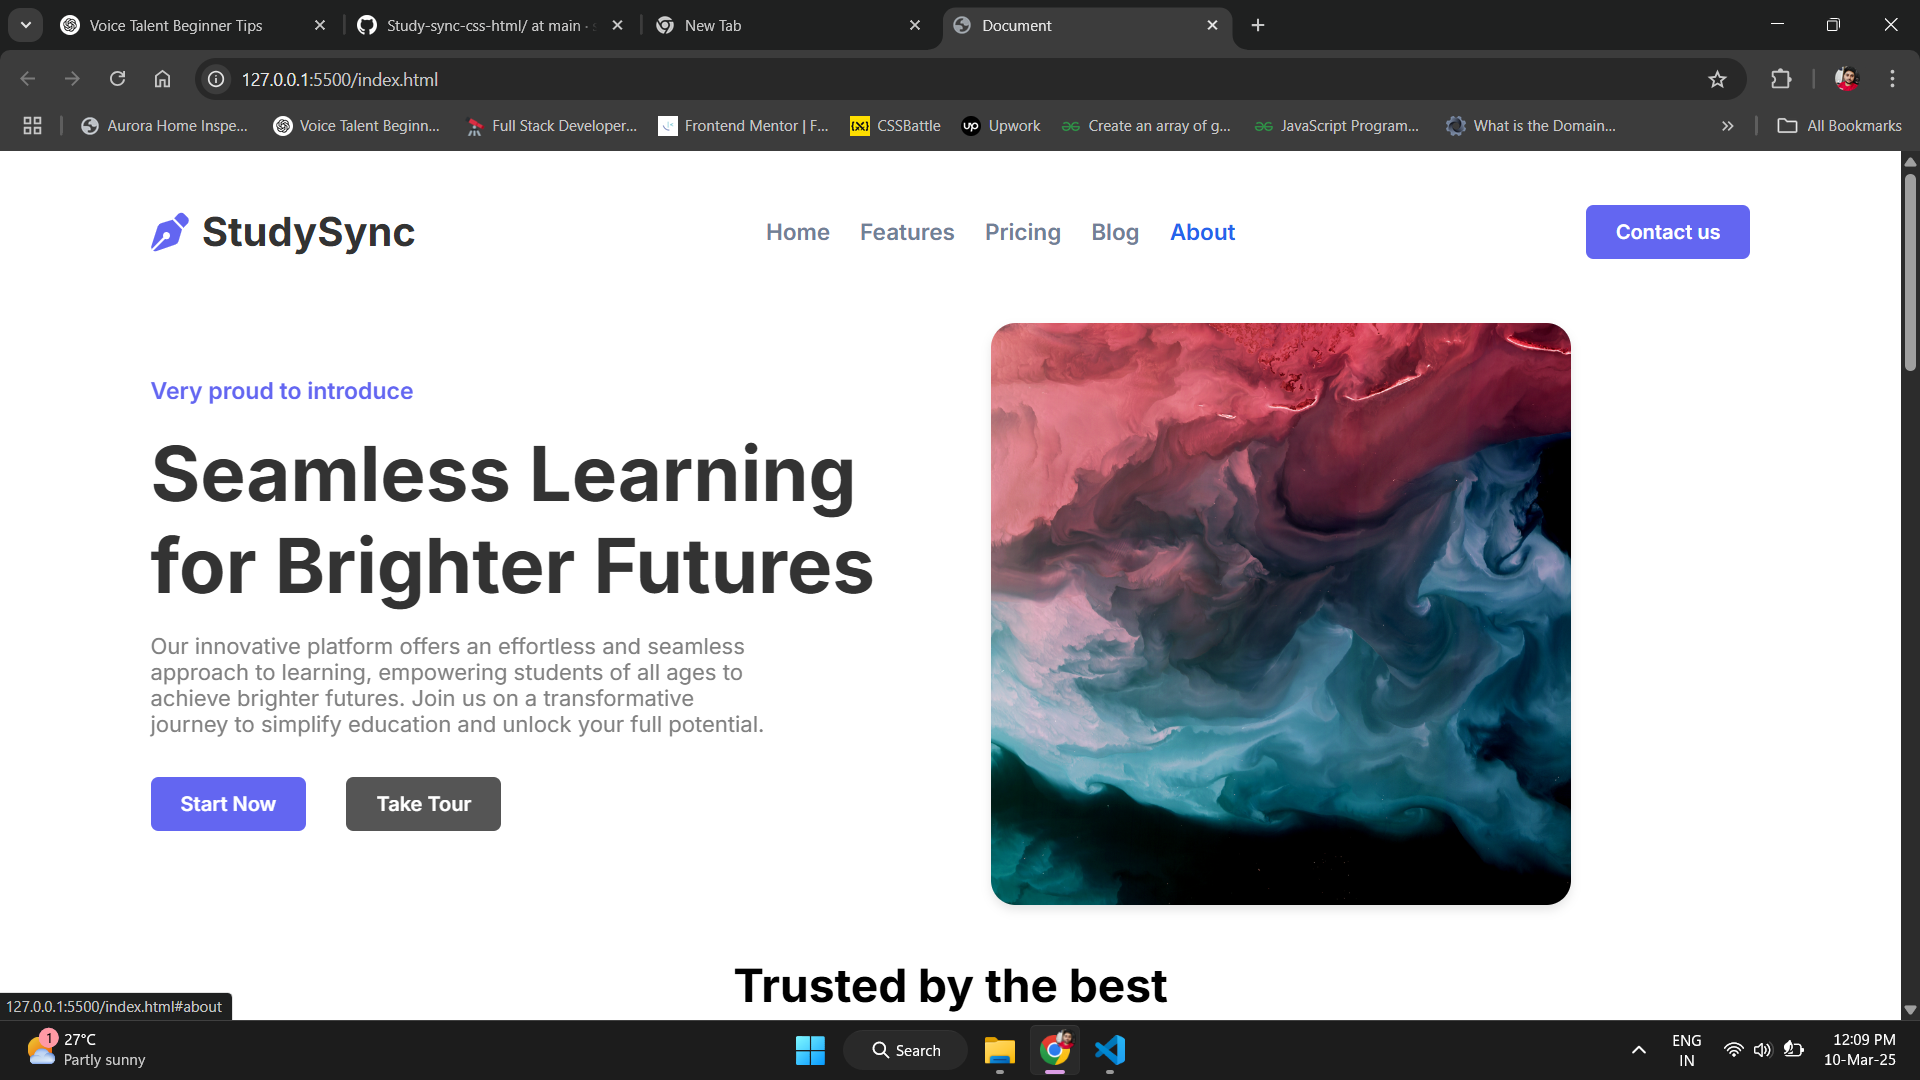 Voice Talent Beginner Tips
Study-sync-css-html/ at main ·
New Tab
Document
127.0.0.1:5500/index.html
Aurora Home Inspe...
Voice Talent Beginn...
Full Stack Developer...
Frontend Mentor | F...
CSSBattle
Upwork
Create an array of g...
JavaScript Program...
What is the Domain...
All Bookmarks
StudySync
Home
Features
Pricing
Blog
About
Contact us
Very proud to introduce
Seamless Learning
for Brighter Futures
Our innovative platform offers an effortless and seamless
approach to learning, empowering students of all ages to
achieve brighter futures. Join us on a transformative
journey to simplify education and unlock your full potential.
Start Now
Take Tour
Trusted by the best
127.0.0.1:5500/index.html#about
1
27°C
Partly sunny
Search
ENG
IN
12:09 PM
10-Mar-25